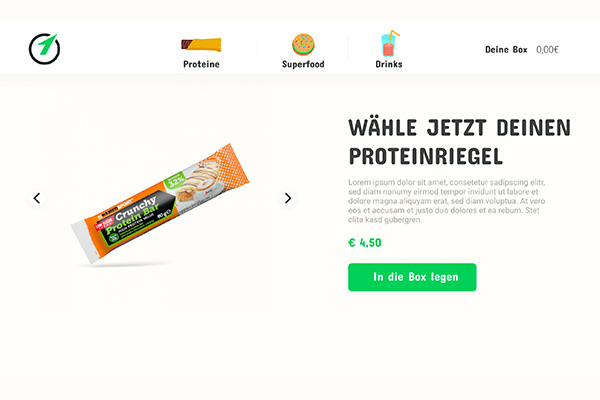 Proteine
Superfood
Drinks
Deine Box 0,00€
WÄHLE JETZT DEINEN
PROTEINRIEGEL
Lorem ipsum dolor sit amet, consetetur sadipscing elitr,
sed diam nonumy eirmod tempor invidunt ut labore et
dolore magna aliquyam erat, sed diam voluptua. At vero
eos et accusam et justo duo dolores et ea rebum. Stet
clita kasd gubergren.
€ 4,50
In die Box legen
32%
Crunchy
Protein Bar
40g